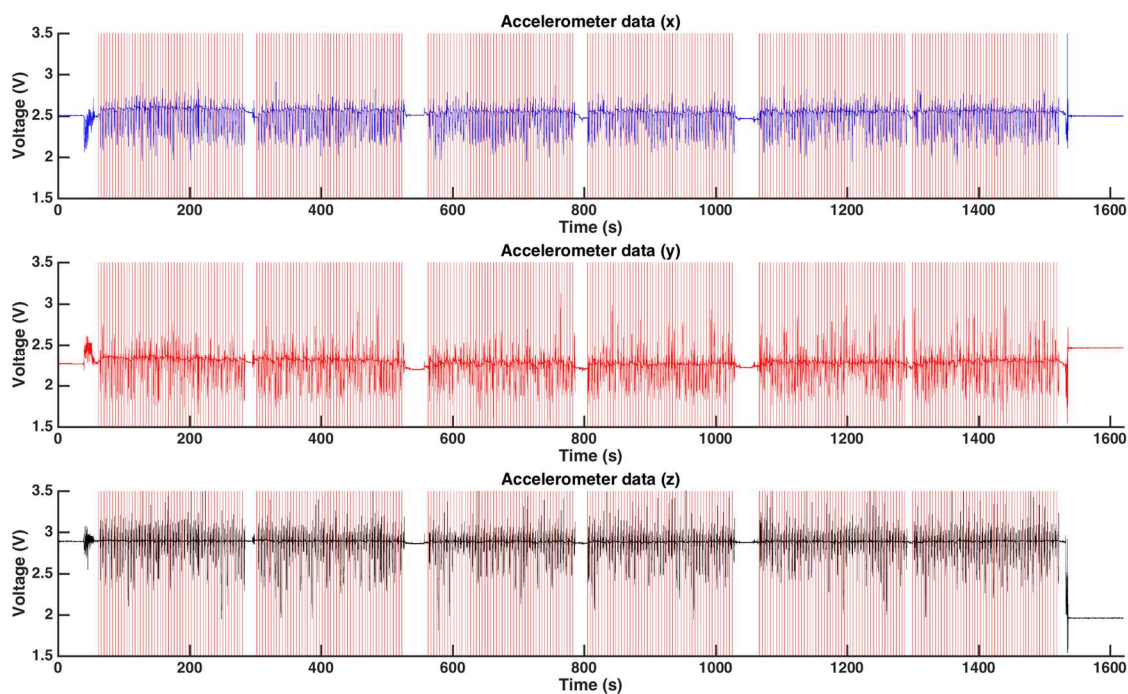 Accelerometer data (x)
3.5
3
2.5
2
1.5
Voltage (V)
0 200 400 600 800 1000 1200 1400 1600
Time (s)
Accelerometer data (y)
3.5
3
2.5
2
1.5
Voltage (V)
0 200 400 600 800 1000 1200 1400 1600
Time (s)
Accelerometer data (z)
3.5
3
2.5
2
1.5
Voltage (V)
0 200 400 600 800 1000 1200 1400 1600
Time (s)